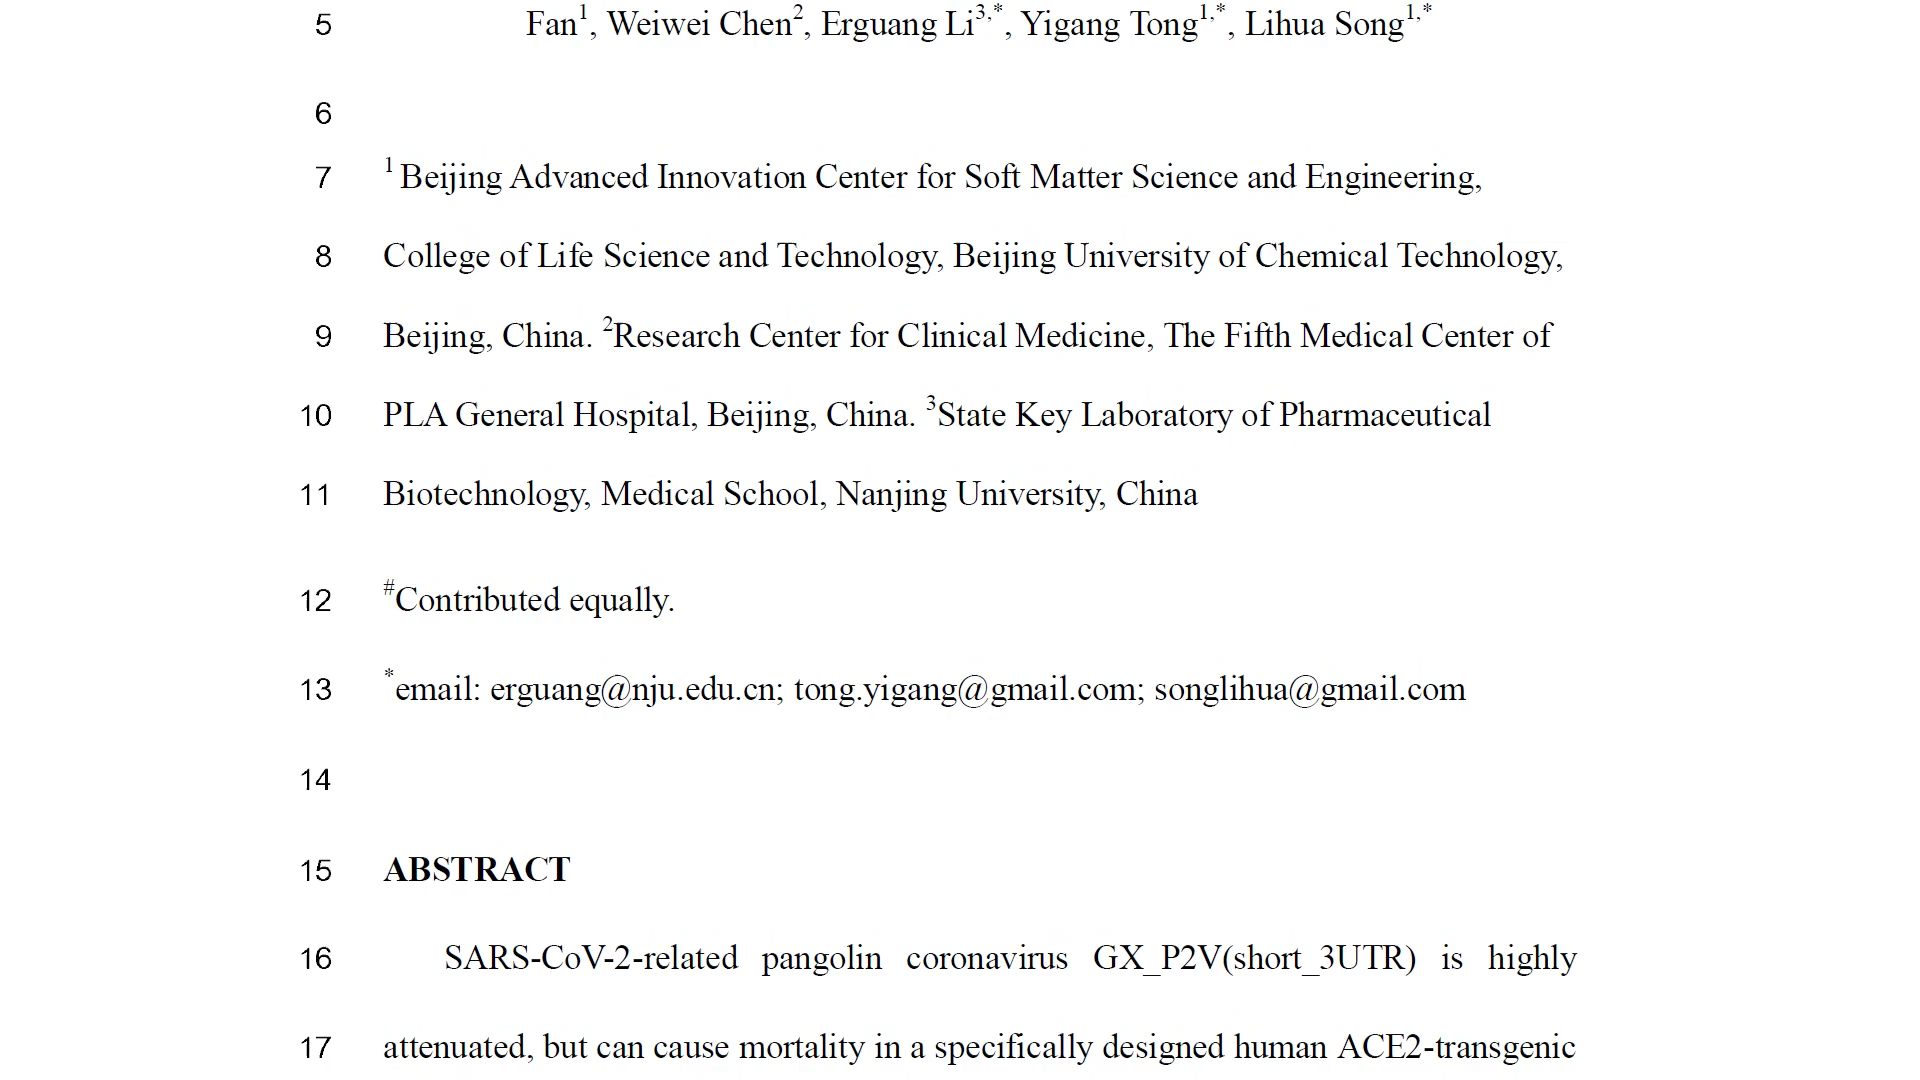 5 Fan1, Weiwei Chen2, Erguang Li3,*, Yigang Tong1,*, Lihua Song1,*
6
7 1 Beijing Advanced Innovation Center for Soft Matter Science and Engineering,
8 College of Life Science and Technology, Beijing University of Chemical Technology,
9 Beijing, China. 2Research Center for Clinical Medicine, The Fifth Medical Center of
10 PLA General Hospital, Beijing, China. 3State Key Laboratory of Pharmaceutical
11 Biotechnology, Medical School, Nanjing University, China
12 #Contributed equally.
13 *email: erguang@nju.edu.cn; tong.yigang@gmail.com; songlihua@gmail.com
14
15 ABSTRACT
16 SARS-CoV-2-related pangolin coronavirus GX_P2V(short_3UTR) is highly
17 attenuated, but can cause mortality in a specifically designed human ACE2-transgenic